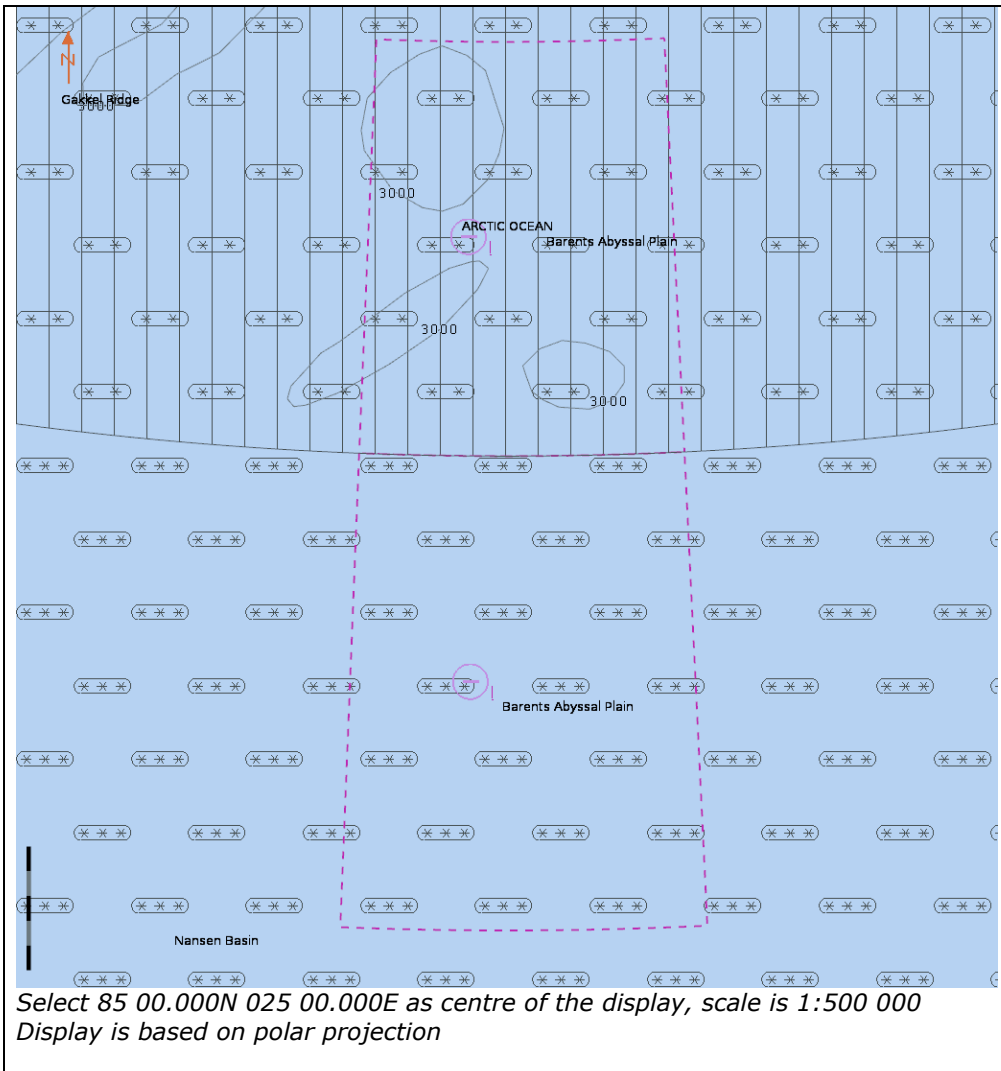 N
Gakkel Ridge
3000
3000
ARCTIC OCEAN
Barents Abyssal Plain
3000
3000
Barents Abyssal Plain
Nansen Basin
Select 85 00.000N 025 00.000E as centre of the display, scale is 1:500 000
Display is based on polar projection